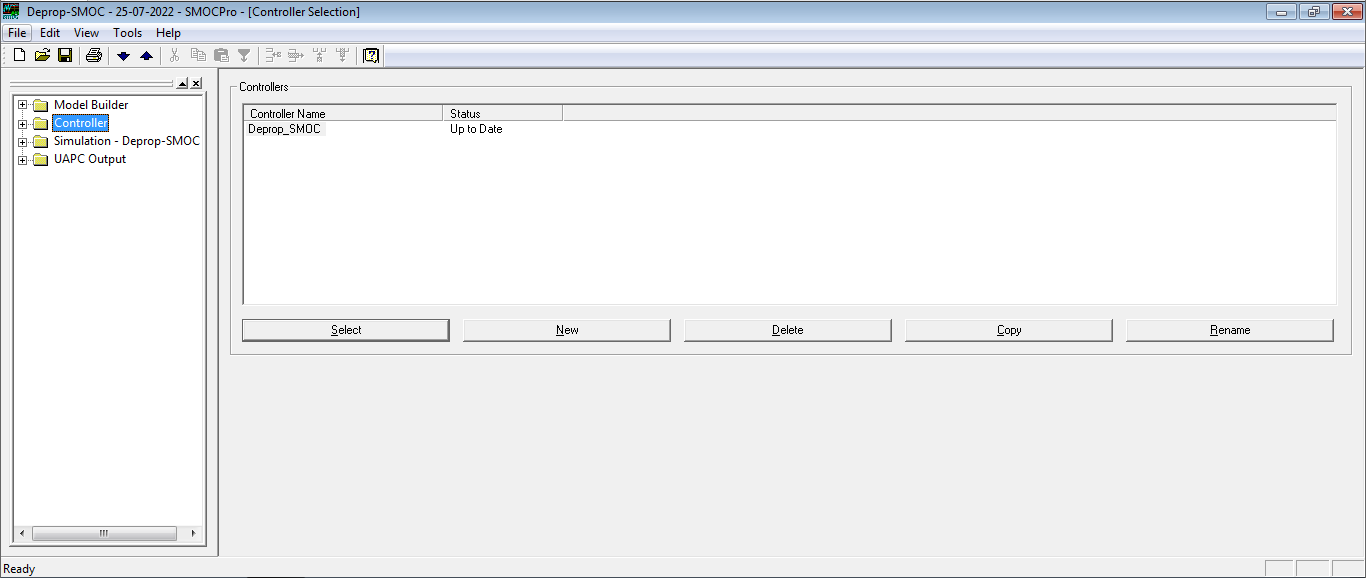 Deprop-SMOC - 25-07-2022 - SMOCPro - [Controller Selection]
File Edit View Tools Help
Model Builder
Controller
Simulation - Deprop-SMOC
UAPC Output
Controllers
Controller Name Status
Deprop_SMOC Up to Date
Select New Delete Copy Rename
Ready